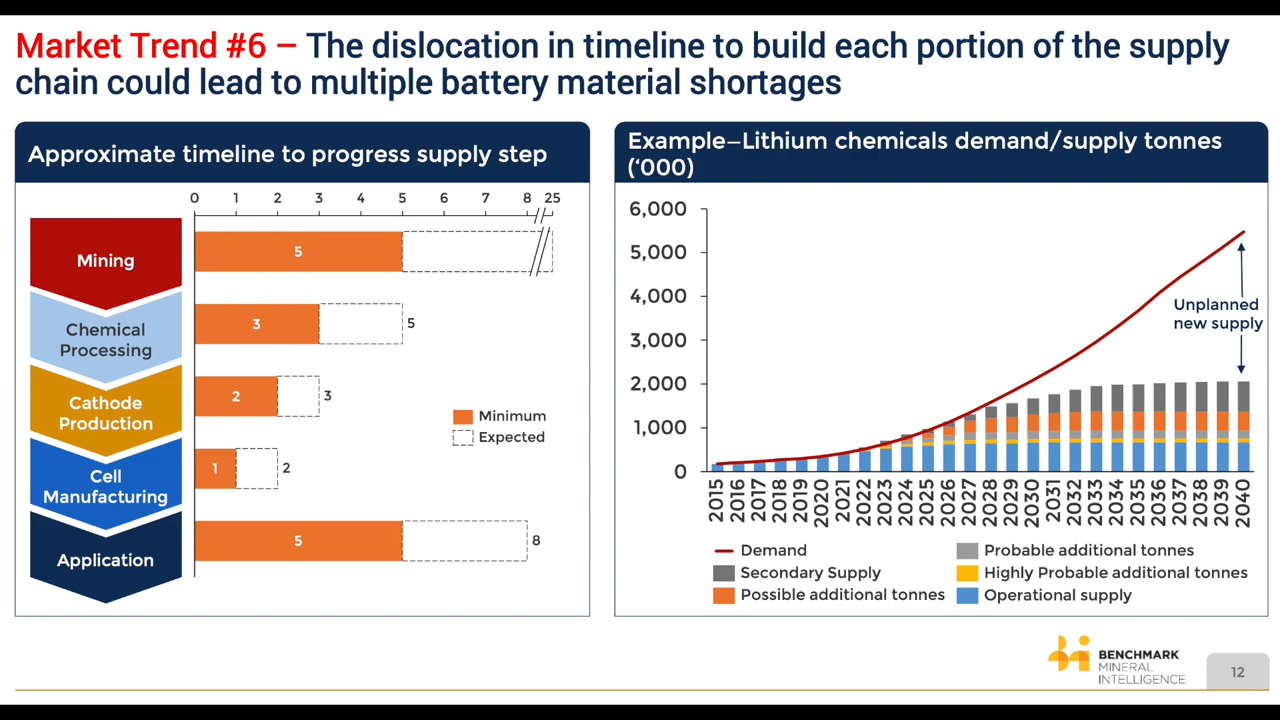 Market Trend #6 – The dislocation in timeline to build each portion of the supply
chain could lead to multiple battery material shortages
Approximate timeline to progress supply step
0 1 2 3 4 5 6 7 8 25
Mining
5
Chemical
Processing
3
5
Cathode
Production
2
3
Cell
Manufacturing
1
2
Application
5
8
Minimum
Expected
Example–Lithium chemicals demand/supply tonnes
(‘000)
6,000
5,000
4,000
3,000
2,000
1,000
0
Unplanned
new supply
2015 2016 2017 2018 2019 2020 2021 2022 2023 2024 2025 2026 2027 2028 2029 2030 2031 2032 2033 2034 2035 2036 2037 2038 2039 2040
Demand
Probable additional tonnes
Secondary Supply
Highly Probable additional tonnes
Possible additional tonnes
Operational supply
BENCHMARK
MINERAL
INTELLIGENCE
12